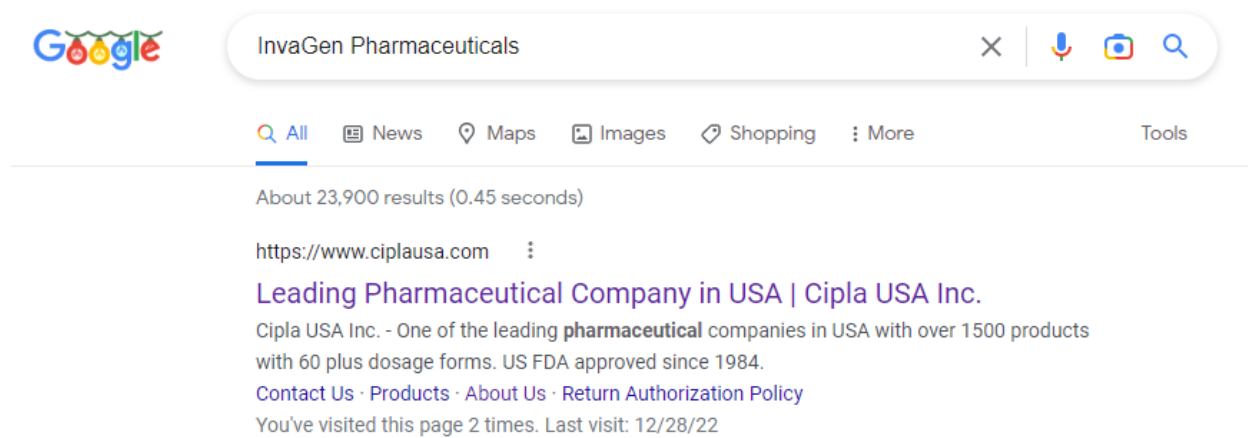 Google
InvaGen Pharmaceuticals
All News Maps Images Shopping More Tools
About 23,900 results (0.45 seconds)
https://www.ciplausa.com
Leading Pharmaceutical Company in USA | Cipla USA Inc.
Cipla USA Inc. - One of the leading pharmaceutical companies in USA with over 1500 products
with 60 plus dosage forms. US FDA approved since 1984.
Contact Us · Products · About Us · Return Authorization Policy
You've visited this page 2 times. Last visit: 12/28/22